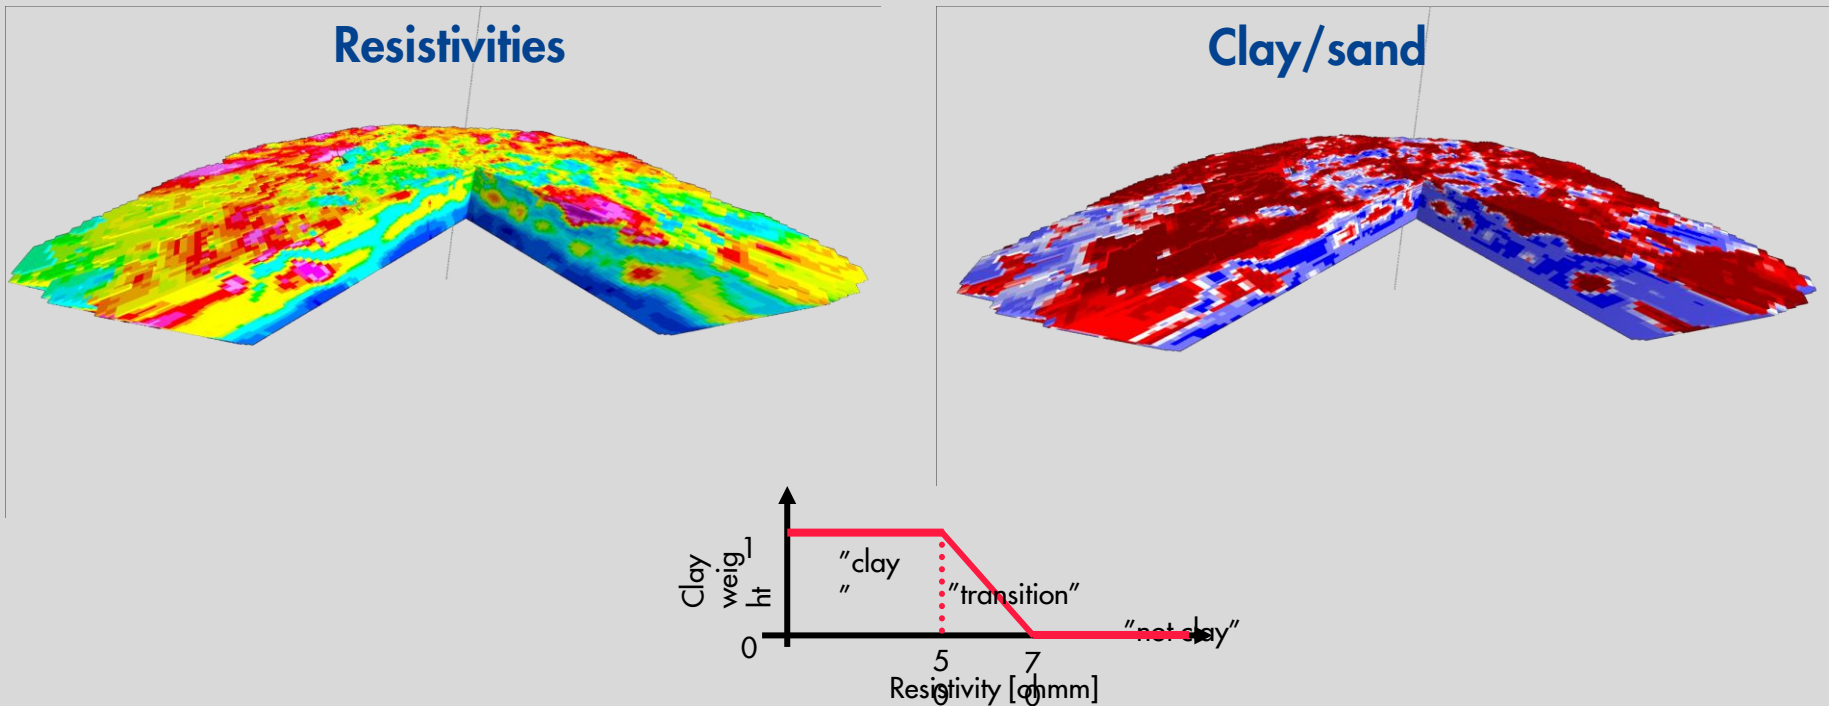 Resistivities
Clay/sand
Clay
weig
ht
1
"clay
"
"transition"
"not clay"
0
5
0
7
0
Resistivity [ohmm]